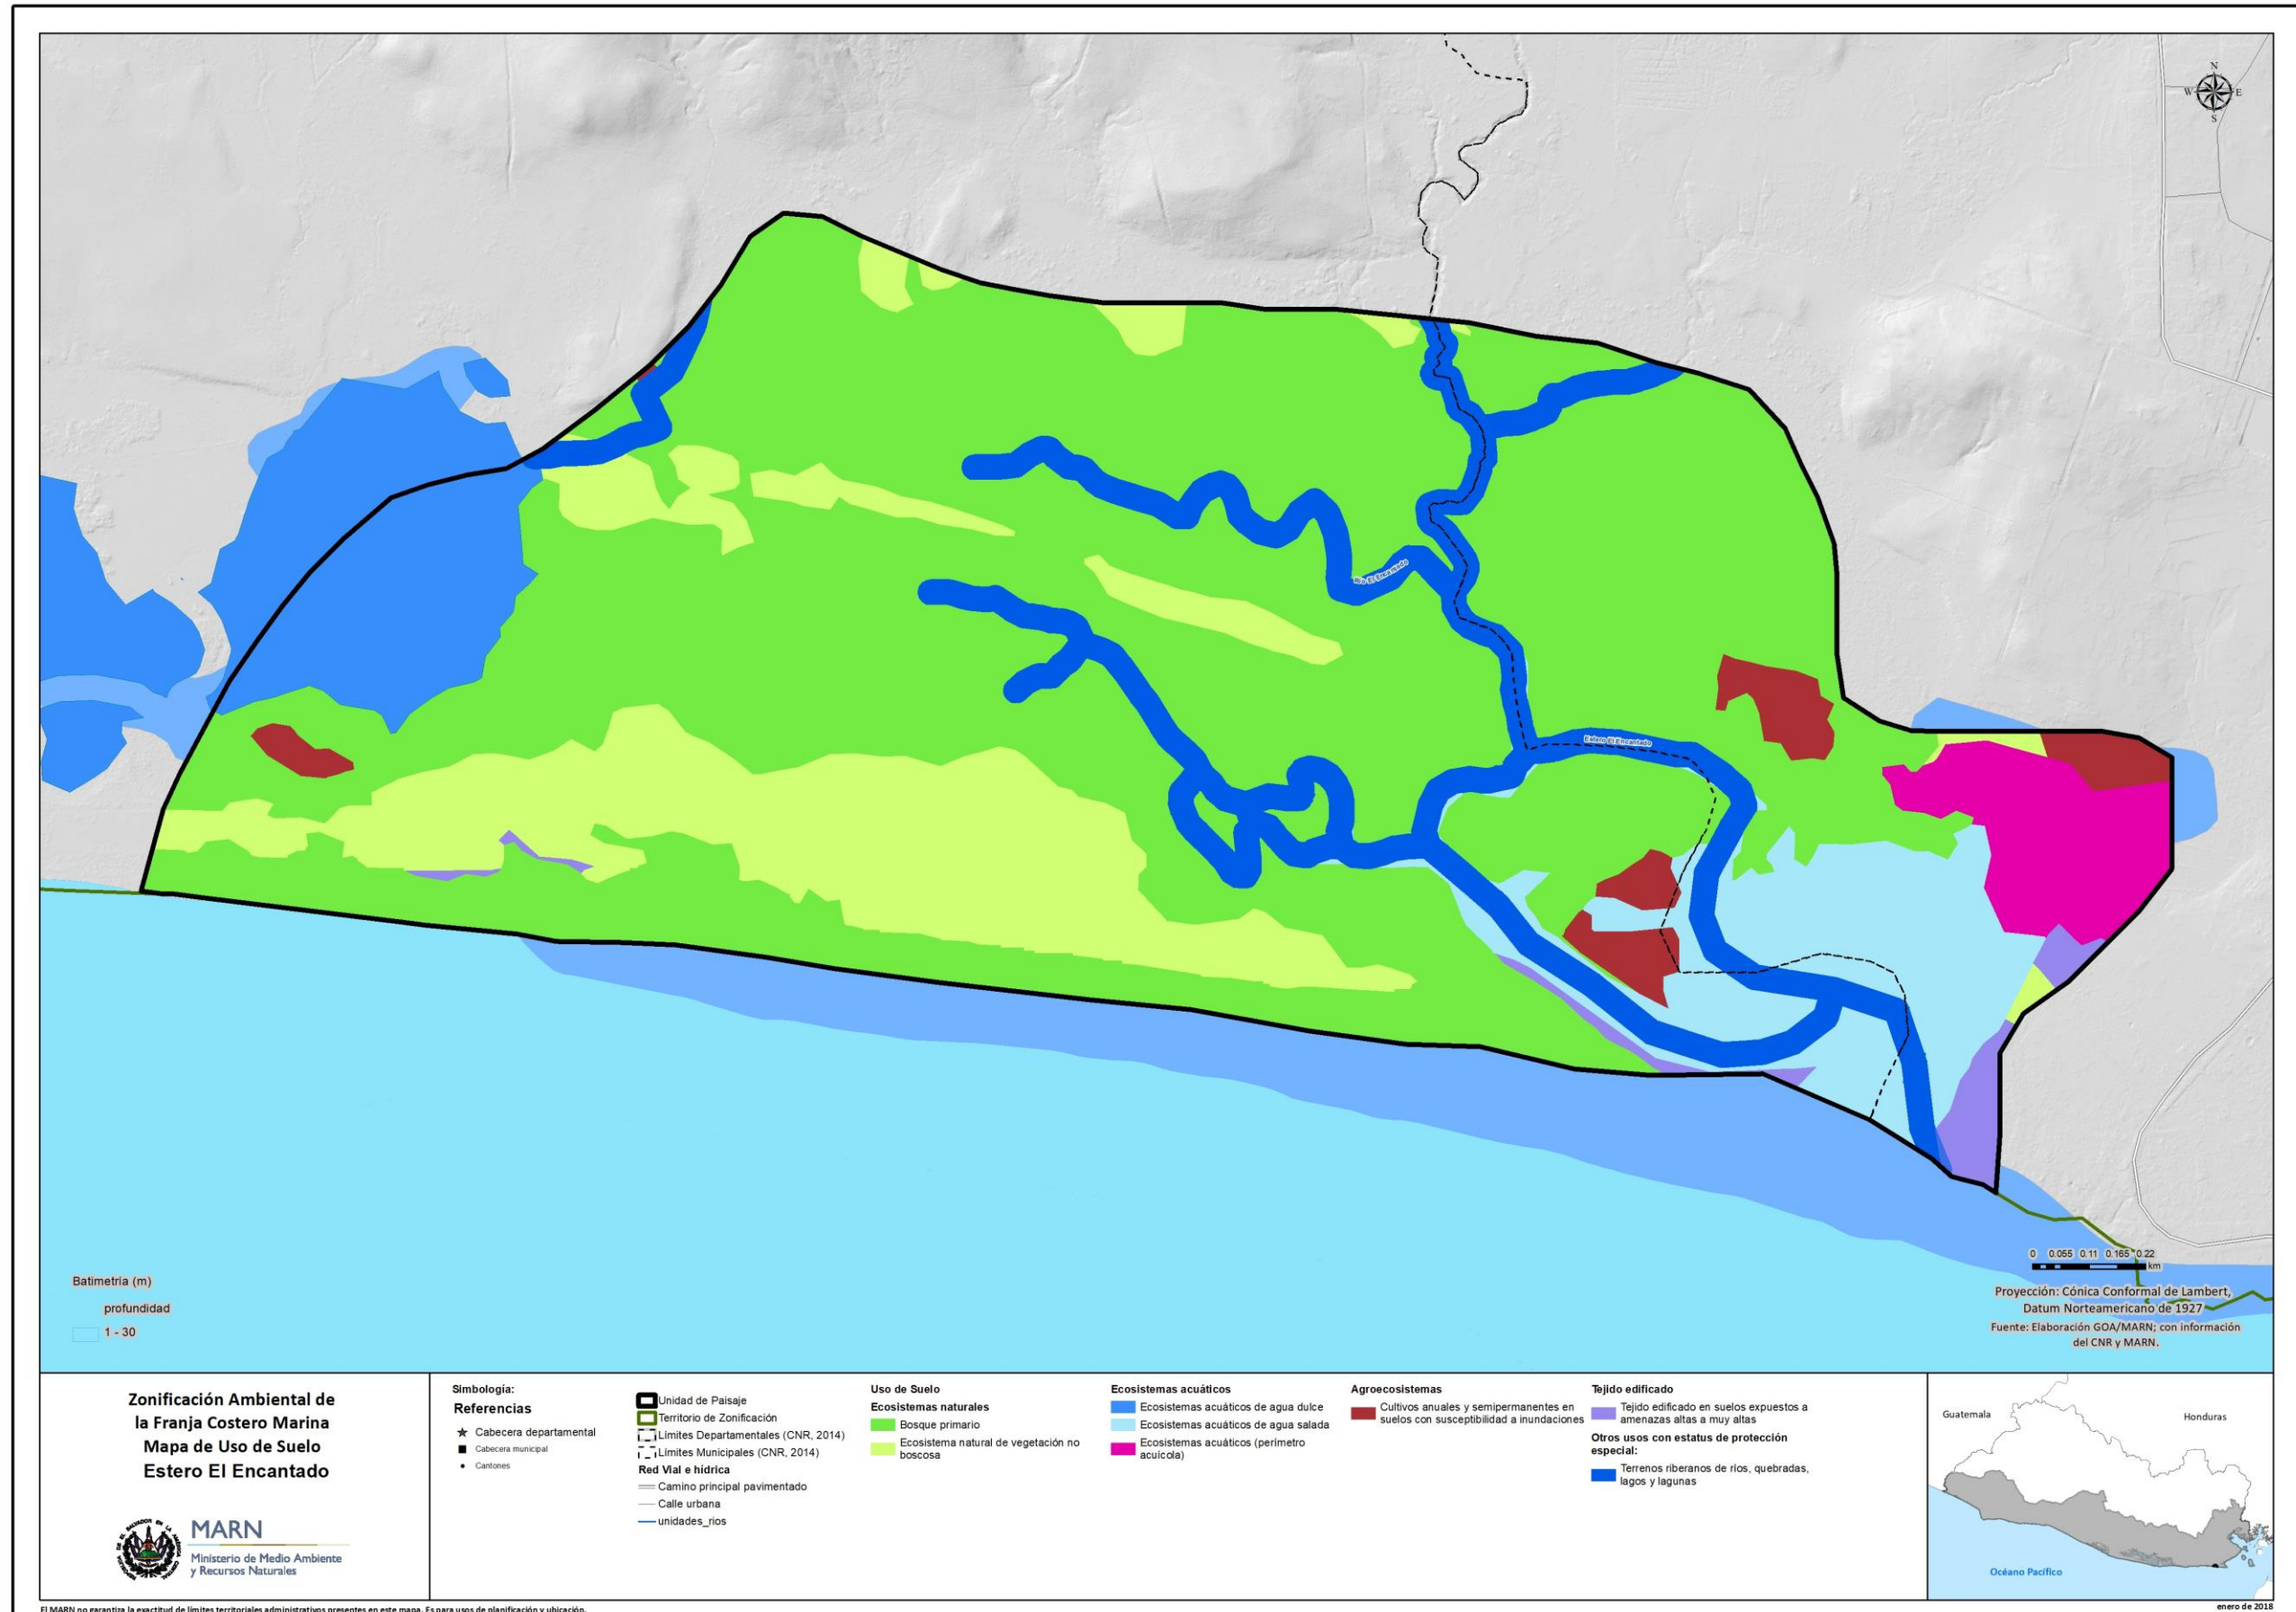 N
W E
S
Río El Encantado
Estero El Encantado
Batimetría (m)
profundidad
1 - 30
0 0.055 0.11 0.165 0.22
km
Proyección: Cónica Conformal de Lambert,
Datum Norteamericano de 1927
Fuente: Elaboración GOA/MARN; con información
del CNR y MARN.
Zonificación Ambiental de
la Franja Costero Marina
Mapa de Uso de Suelo
Estero El Encantado
MARN
Ministerio de Medio Ambiente
y Recursos Naturales
Simbología:
Referencias
Cabecera departamental
Cabecera municipal
Cantones
Unidad de Paisaje
Territorio de Zonificación
Límites Departamentales (CNR, 2014)
Límites Municipales (CNR, 2014)
Red Vial e hídrica
Camino principal pavimentado
Calle urbana
unidades_rios
Uso de Suelo
Ecosistemas naturales
Bosque primario
Ecosistema natural de vegetación no
boscosa
Ecosistemas acuáticos
Ecosistemas acuáticos de agua dulce
Ecosistemas acuáticos de agua salada
Ecosistemas acuáticos (perímetro
acuícola)
Agroecosistemas
Cultivos anuales y semipermanentes en
suelos con susceptibilidad a inundaciones
Tejido edificado
Tejido edificado en suelos expuestos a
amenazas altas a muy altas
Otros usos con estatus de protección
especial:
Terrenos riberanos de ríos, quebradas,
lagos y lagunas
Guatemala
Honduras
Océano Pacífico
El MARN no garantiza la exactitud de límites territoriales administrativos presentes en este mapa. Es para usos de planificación y ubicación.
enero de 2018